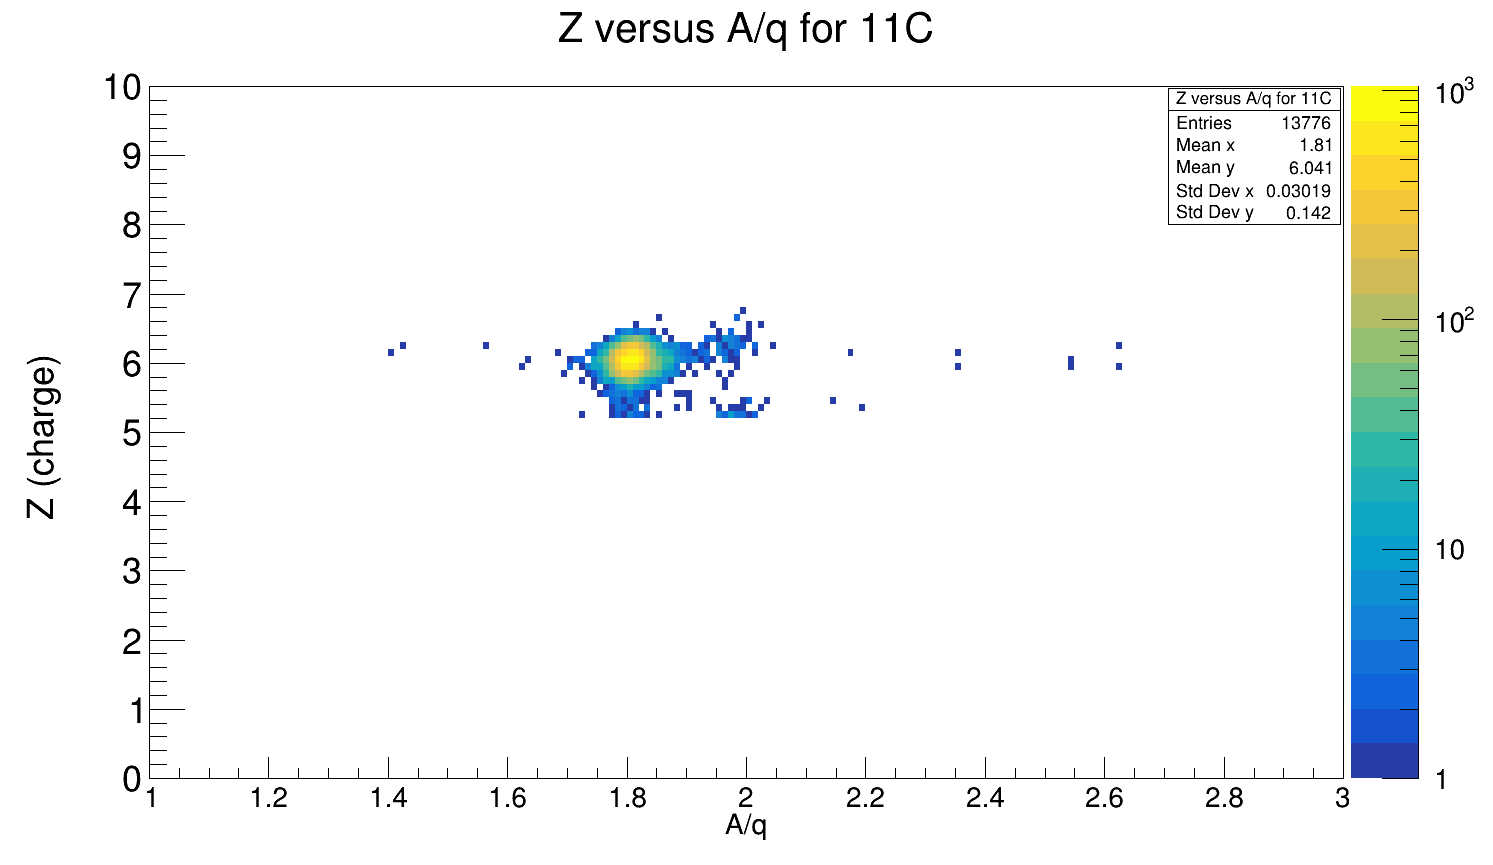 Z versus A/q for 11C
Z versus A/q for 11C
Entries 13776
Mean x 1.81
Mean y 6.041
Std Dev x 0.03019
Std Dev y 0.142
Z (charge)
10
9
8
7
6
5
4
3
2
1
0
1 1.2 1.4 1.6 1.8 2 2.2 2.4 2.6 2.8 3
A/q
10³
10²
10
1